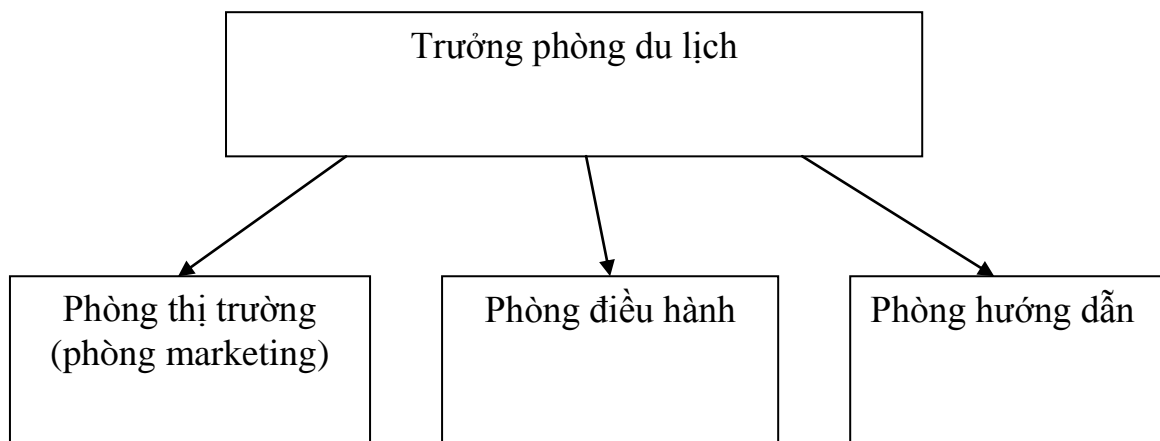 Trưởng phòng du lịch
Phòng thị trường
(phòng marketing)
Phòng điều hành
Phòng hướng dẫn